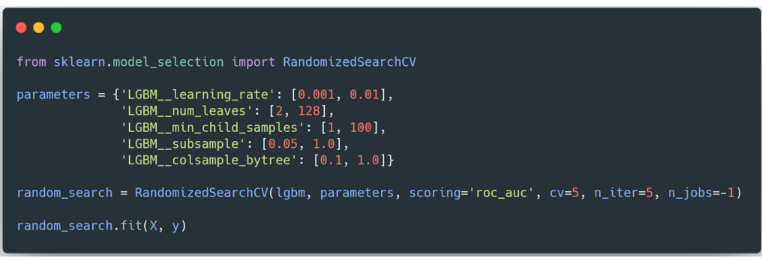 from sklearn.model_selection import RandomizedSearchCV
parameters = {'LGBM__learning_rate': [0.001, 0.01],
'LGBM__num_leaves': [2, 128],
'LGBM__min_child_samples': [1, 100],
'LGBM__subsample': [0.05, 1.0],
'LGBM__colsample_bytree': [0.1, 1.0]}
random_search = RandomizedSearchCV(lgbm, parameters, scoring='roc_auc', cv=5, n_iter=5, n_jobs=-1)
random_search.fit(X, y)